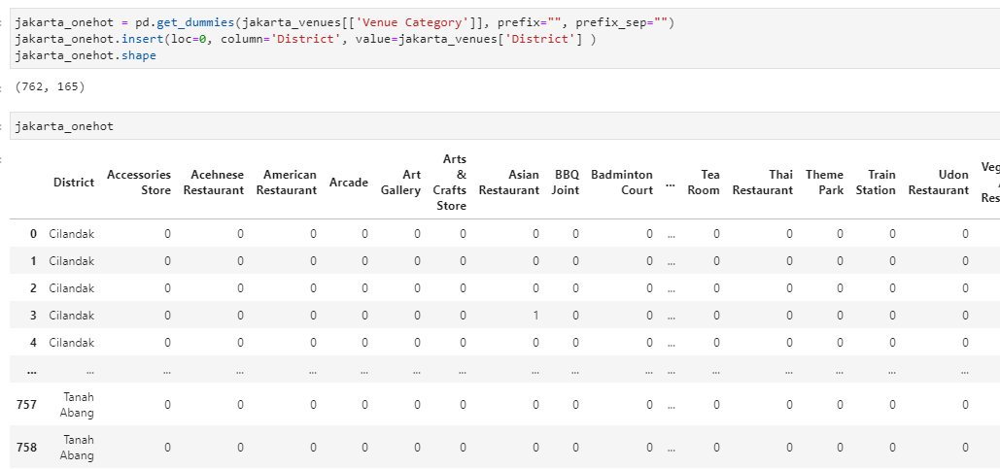 jakarta_onehot = pd.get_dummies(jakarta_venues[['Venue Category']], prefix="", prefix_sep="")
jakarta_onehot.insert(loc=0, column='District', value=jakarta_venues['District'] )
jakarta_onehot.shape
(762, 165)
jakarta_onehot
District Accessories Store Acehnese Restaurant American Restaurant Arcade Art Gallery Arts & Crafts Store Asian Restaurant BBQ Joint Badminton Court ... Tea Room Thai Restaurant Theme Park Train Station Udon Restaurant
0 Cilandak 0 0 0 0 0 0 0 0 0 ... 0 0 0 0 0
1 Cilandak 0 0 0 0 0 0 0 0 0 ... 0 0 0 0 0
2 Cilandak 0 0 0 0 0 0 0 0 0 ... 0 0 0 0 0
3 Cilandak 0 0 0 0 0 0 1 0 0 ... 0 0 0 0 0
4 Cilandak 0 0 0 0 0 0 0 0 0 ... 0 0 0 0 0
... ... ... ... ... ... ... ... ... ... ... ... ... ... ... ... ...
757 Tanah Abang 0 0 0 0 0 0 0 0 0 ... 0 0 0 0 0
758 Tanah Abang 0 0 0 0 0 0 0 0 0 ... 0 0 0 0 0